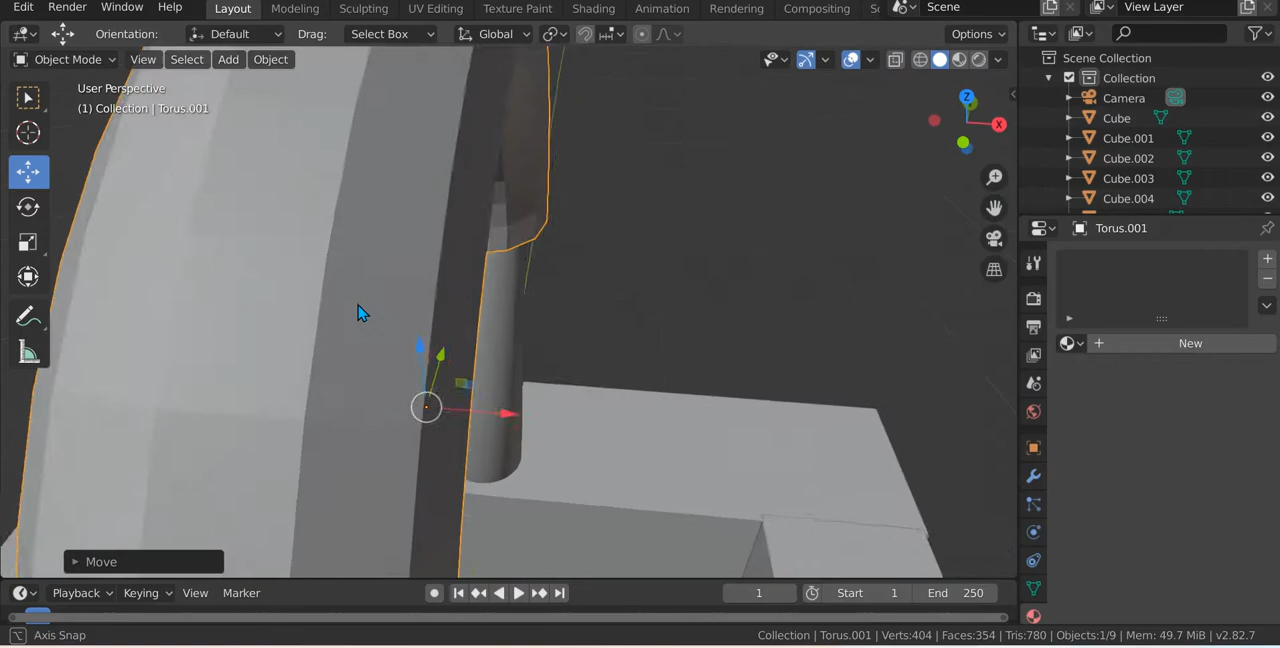 Edit Render Window Help Layout Modeling Sculpting UV Editing Texture Paint Shading Animation Rendering Compositing Sc Scene View Layer
Orientation: Default Drag: Select Box Global Options
Object Mode View Select Add Object
User Perspective
(1) Collection | Torus.001
Z
X
Move
Scene Collection
Collection
Camera
Cube
Cube.001
Cube.002
Cube.003
Cube.004
Torus.001
New
Playback Keying View Marker 1 Start 1 End 250
Axis Snap Collection | Torus.001 | Verts:404 | Faces:354 | Tris:780 | Objects:1/9 | Mem: 49.7 MiB | v2.82.7